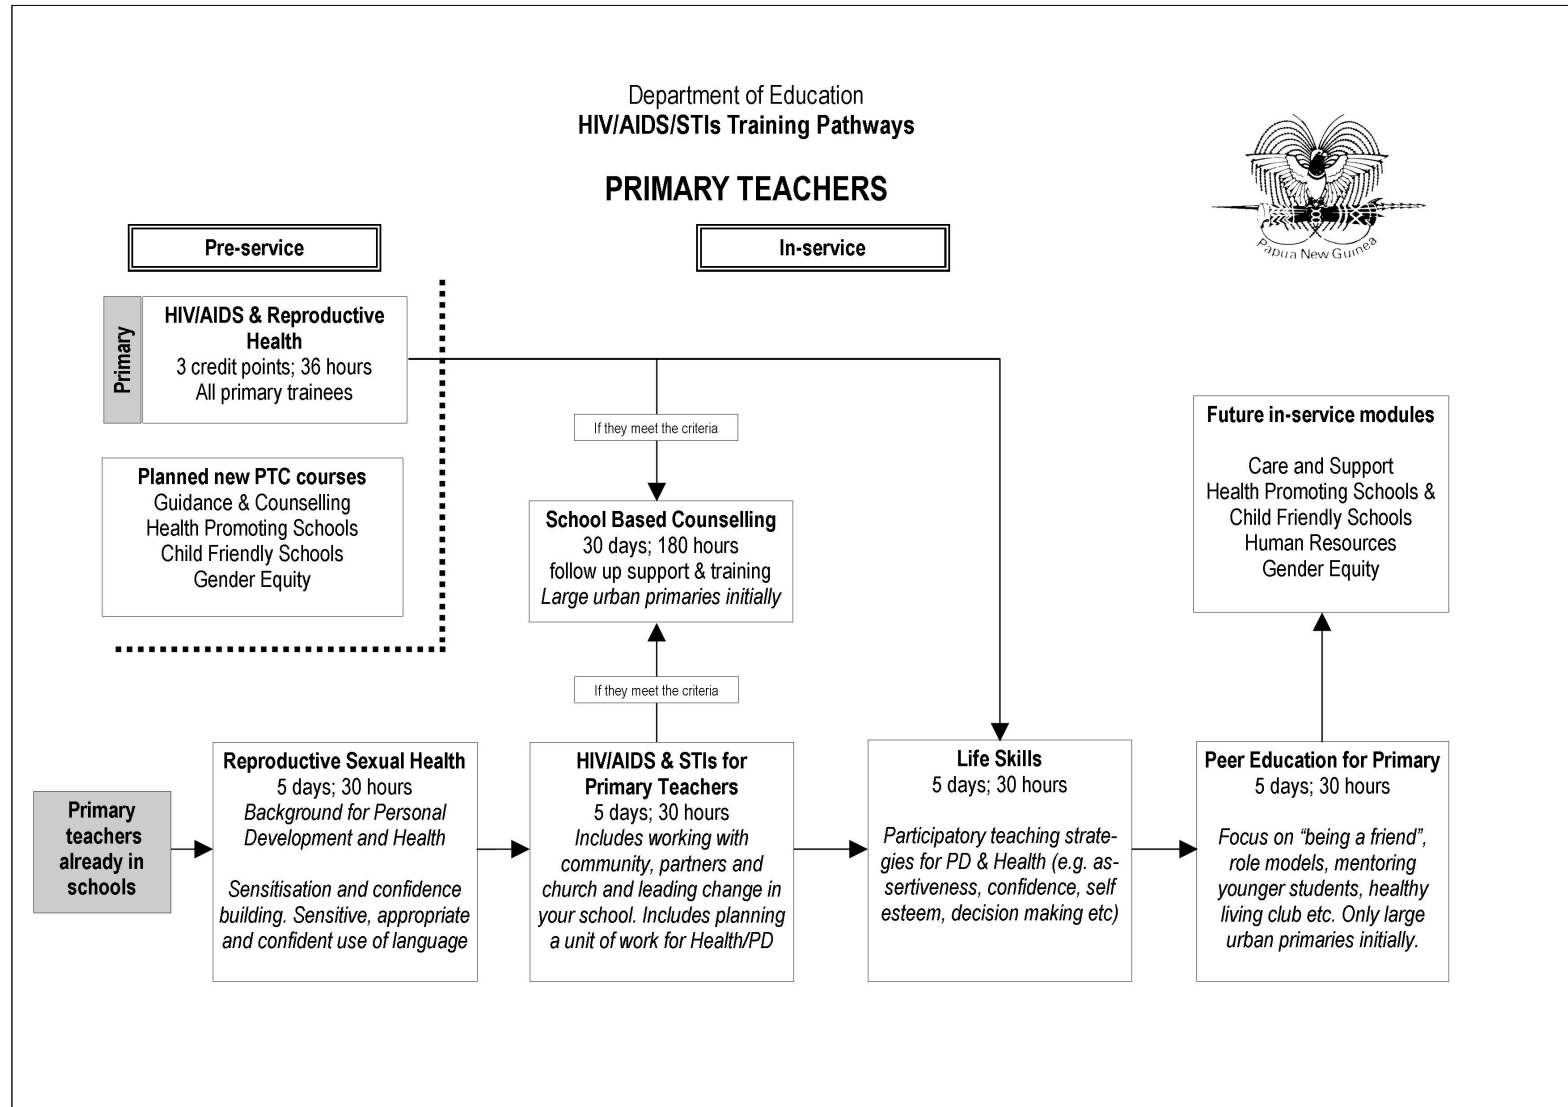 Department of Education
HIV/AIDS/STIs Training Pathways
PRIMARY TEACHERS
Papua New Guinea
Pre-service
In-service
Primary
HIV/AIDS & Reproductive
Health
3 credit points; 36 hours
All primary trainees
Planned new PTC courses
Guidance & Counselling
Health Promoting Schools
Child Friendly Schools
Gender Equity
If they meet the criteria
School Based Counselling
30 days; 180 hours
follow up support & training
Large urban primaries initially
If they meet the criteria
Future in-service modules
Care and Support
Health Promoting Schools &
Child Friendly Schools
Human Resources
Gender Equity
Primary
teachers
already in
schools
Reproductive Sexual Health
5 days; 30 hours
Background for Personal
Development and Health
Sensitisation and confidence
building. Sensitive, appropriate
and confident use of language
HIV/AIDS & STIs for
Primary Teachers
5 days; 30 hours
Includes working with
community, partners and
church and leading change in
your school. Includes planning
a unit of work for Health/PD
Life Skills
5 days; 30 hours
Participatory teaching strate-
gies for PD & Health (e.g. as-
sertiveness, confidence, self
esteem, decision making etc)
Peer Education for Primary
5 days; 30 hours
Focus on “being a friend”,
role models, mentoring
younger students, healthy
living club etc. Only large
urban primaries initially.